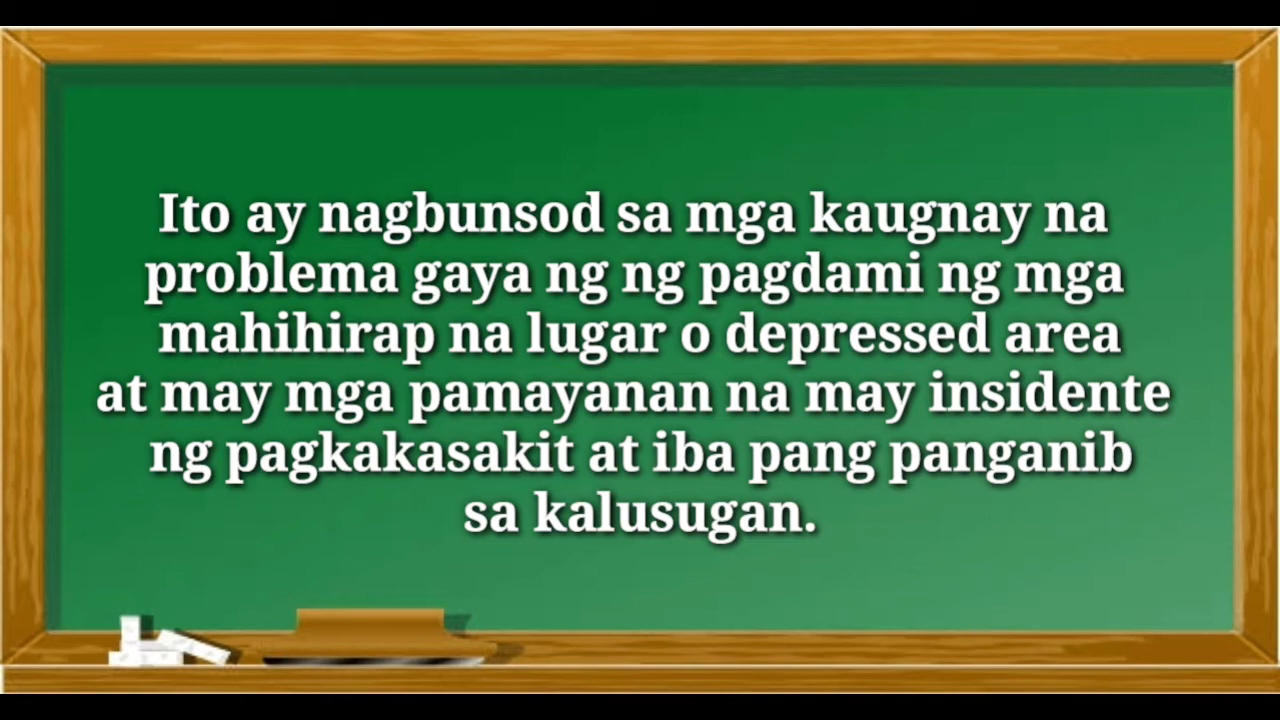 Ito ay nagbunsod sa mga kaugnay na
problema gaya ng ng pagdami ng mga
mahihirap na lugar o depressed area
at may mga pamayanan na may insidente
ng pagkakasakit at iba pang panganib
sa kalusugan.